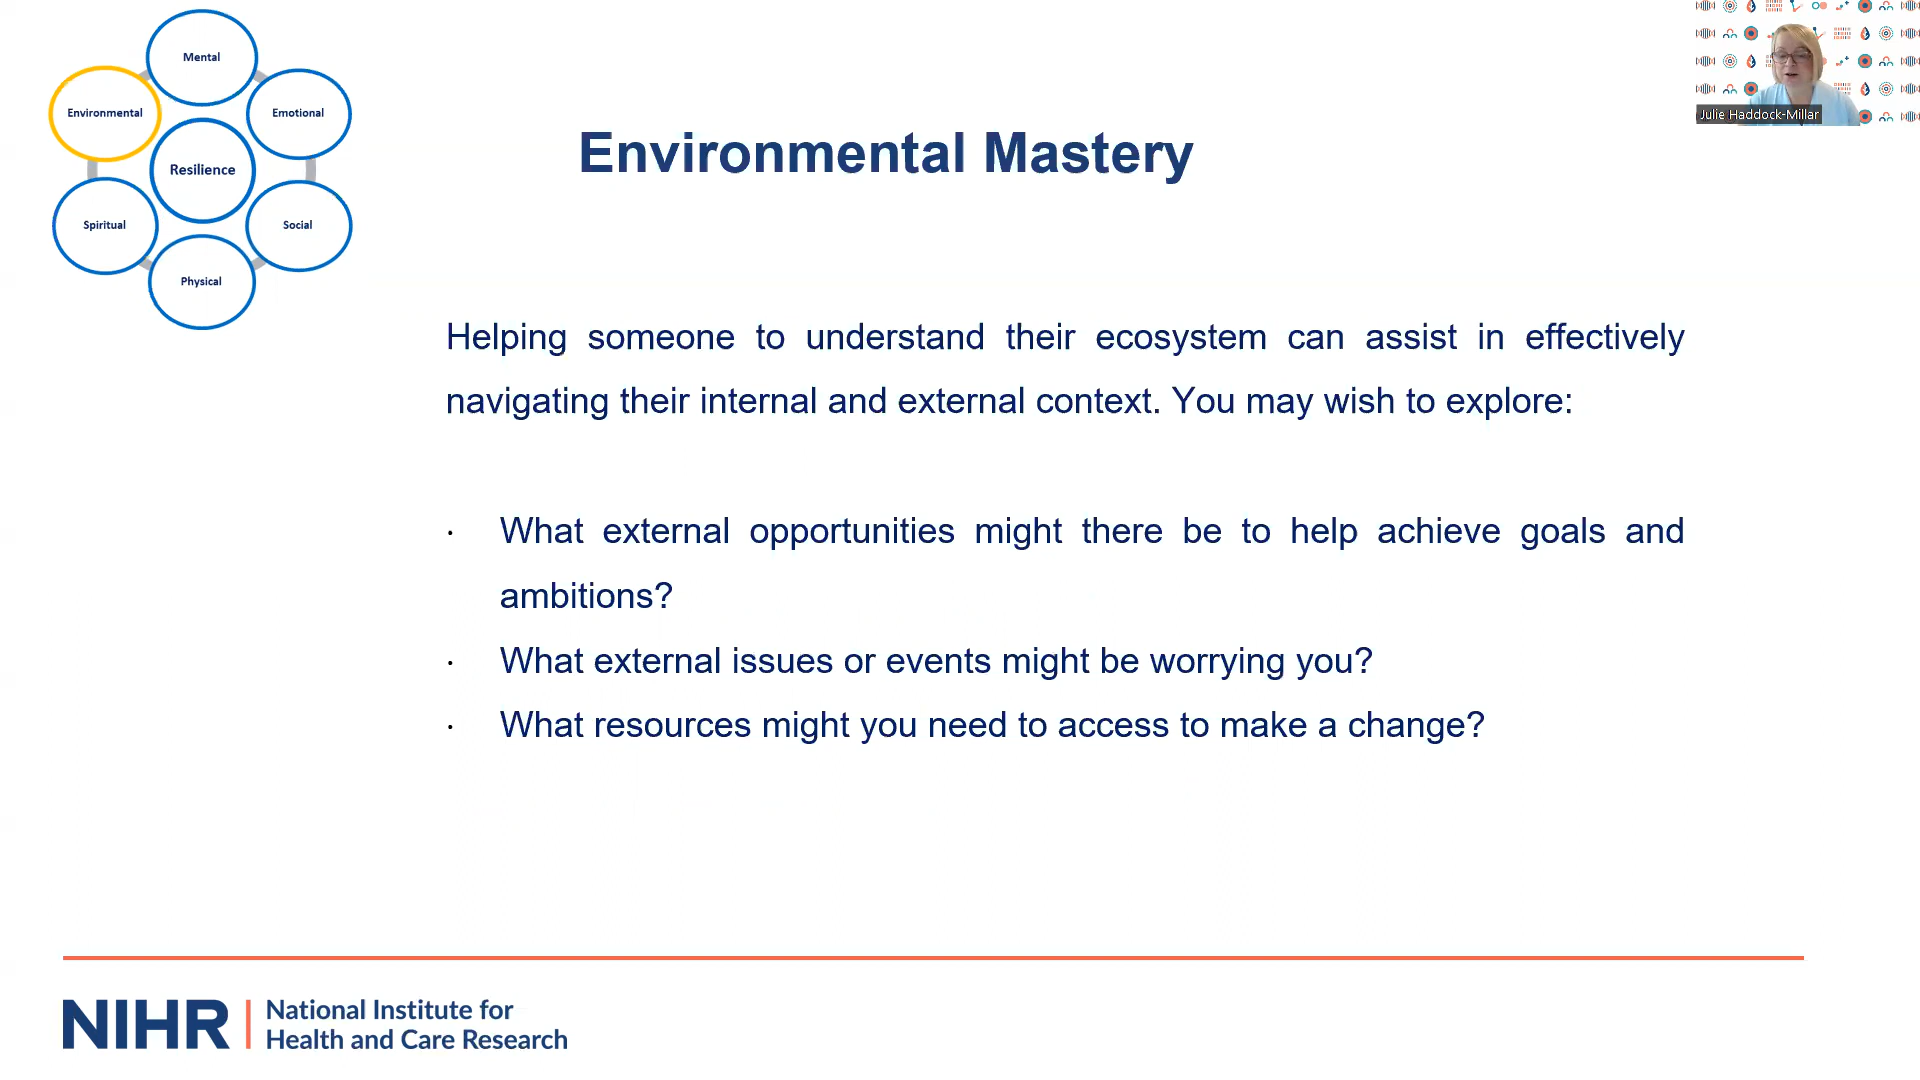 Mental
Environmental
Emotional
Resilience
Spiritual
Social
Physical
Julie Haddock-Millar
Environmental Mastery
Helping someone to understand their ecosystem can assist in effectively
navigating their internal and external context. You may wish to explore:
· What external opportunities might there be to help achieve goals and
ambitions?
· What external issues or events might be worrying you?
· What resources might you need to access to make a change?
NIHR | National Institute for
Health and Care Research